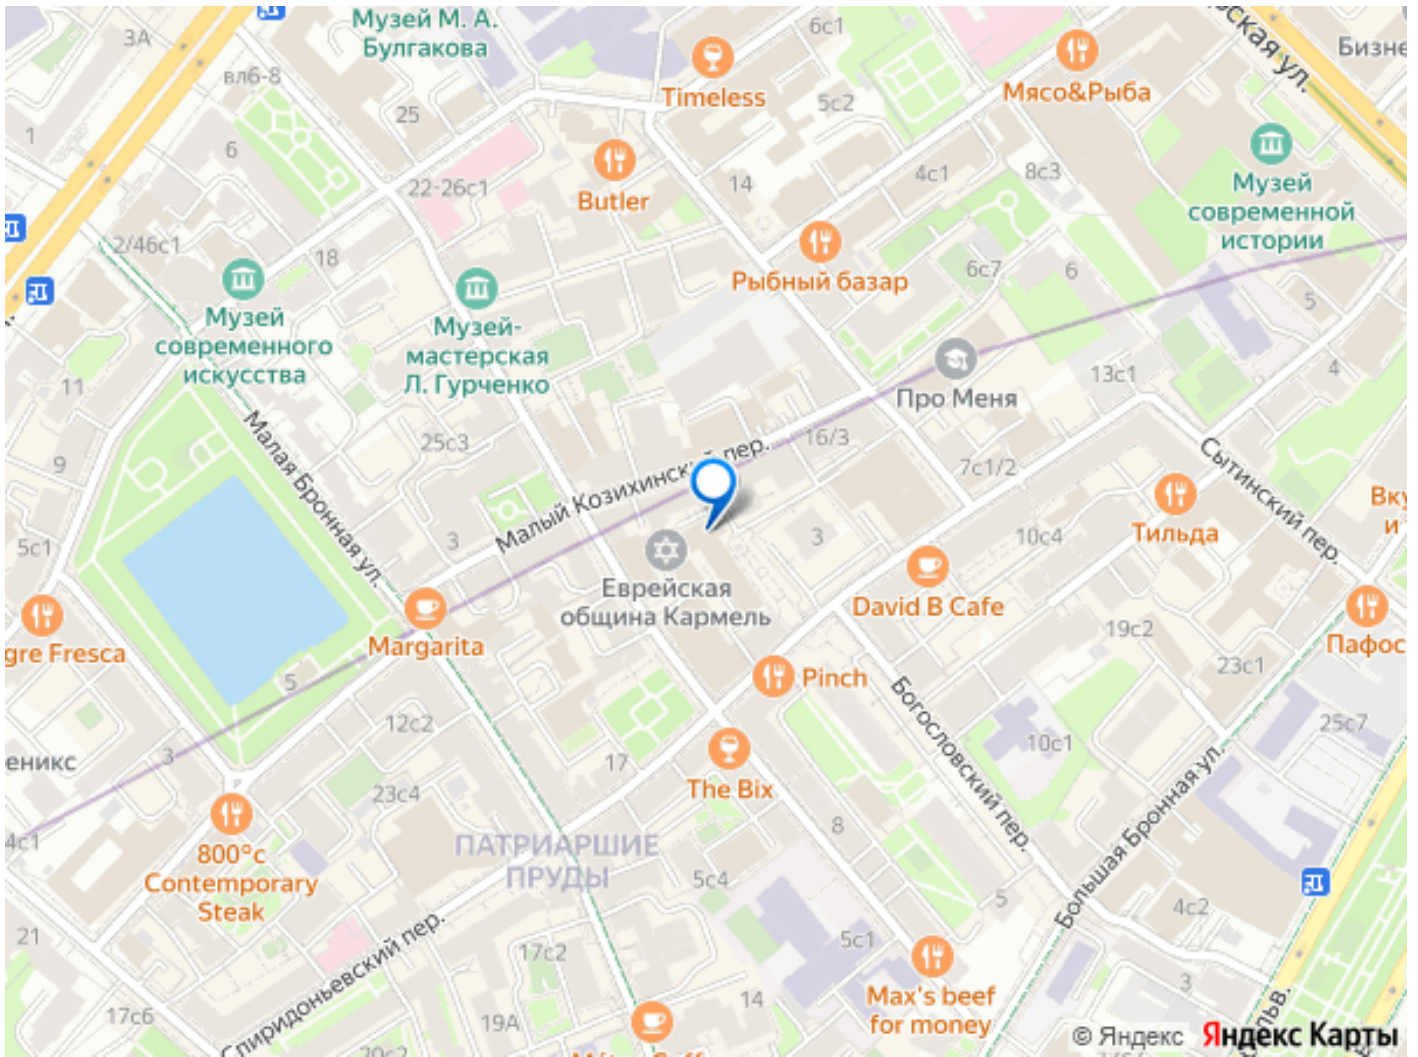 Музей М. А.
Булгакова
6с1
Бизне
3А
вл6-8
Timeless
5с2
Мясо&Рыба
ская ул.
25
1
6
22-26с1
Butler
14
4с1
8с3
Музей
современной
истории
2/46с1
18
Рыбный базар
6с7
6
5
Музей
современного
искусства
Музей-
мастерская
Л. Гурченко
11
Про Меня
13с1
4
Малая Бронная ул.
25с3
16/3
7с1/2
9
Малый Козихинский пер.
Сытинский пер.
Вку
и
5с1
3
3
10с4
Тильда
Еврейская
община Кармель
David B Cafe
Margarita
gre Fresca
19с2
Пафос
5
23с1
Pinch
Богословский пер.
12с2
25с7
10с1
3
еникс
17
The Bix
23с4
Большая Бронная ул.
4с1
8
800°c
Contemporary
Steak
ПАТРИАРШИЕ
ПРУДЫ
5с4
5
4с2
21
Спиридоньевский пер.
17с2
5с1
3
Max's beef
for money
14
17с6
19А
20с2
ьв.
© Яндекс Яндекс Карты